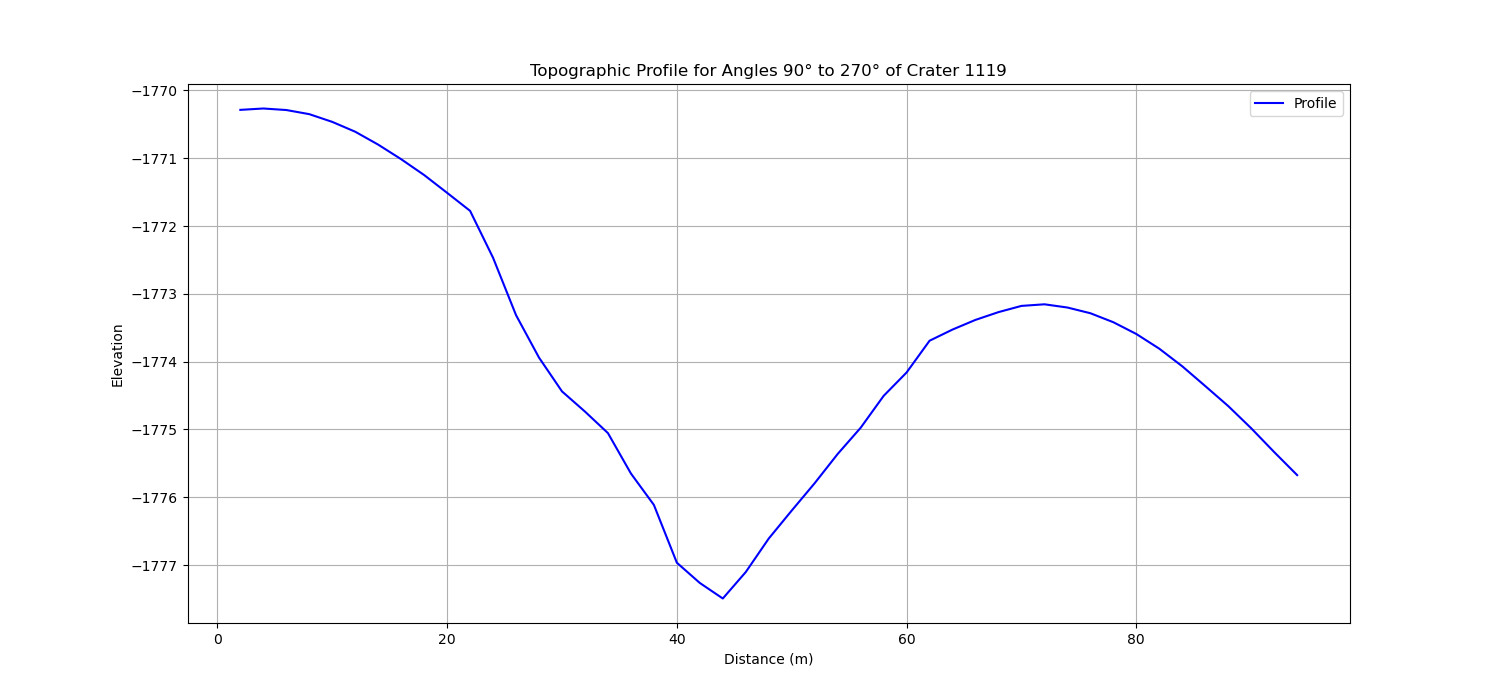 Topographic Profile for Angles 90° to 270° of Crater 1119
Profile
−1770
−1771
−1772
−1773
−1774
−1775
−1776
−1777
Elevation
0 20 40 60 80
Distance (m)